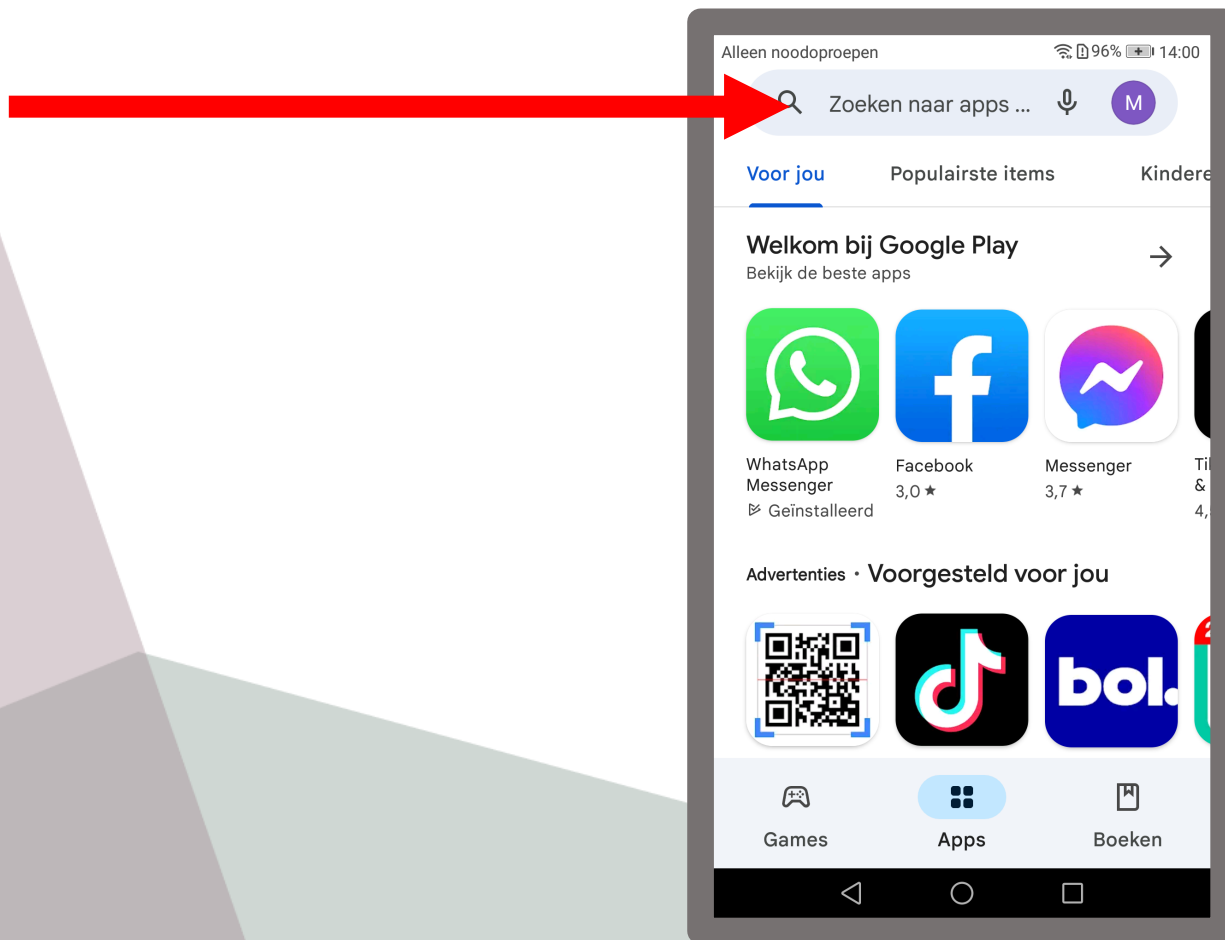 Alleen noodoproepen 96% 14:00
Zoeken naar apps ... M
Voor jou Populairste items Kindere
Welkom bij Google Play
Bekijk de beste apps
WhatsApp Facebook Messenger Ti
Messenger 3,0 ★ 3,7 ★ &
Geïnstalleerd 4,
Advertenties • Voorgesteld voor jou
bol.
Games Apps Boeken